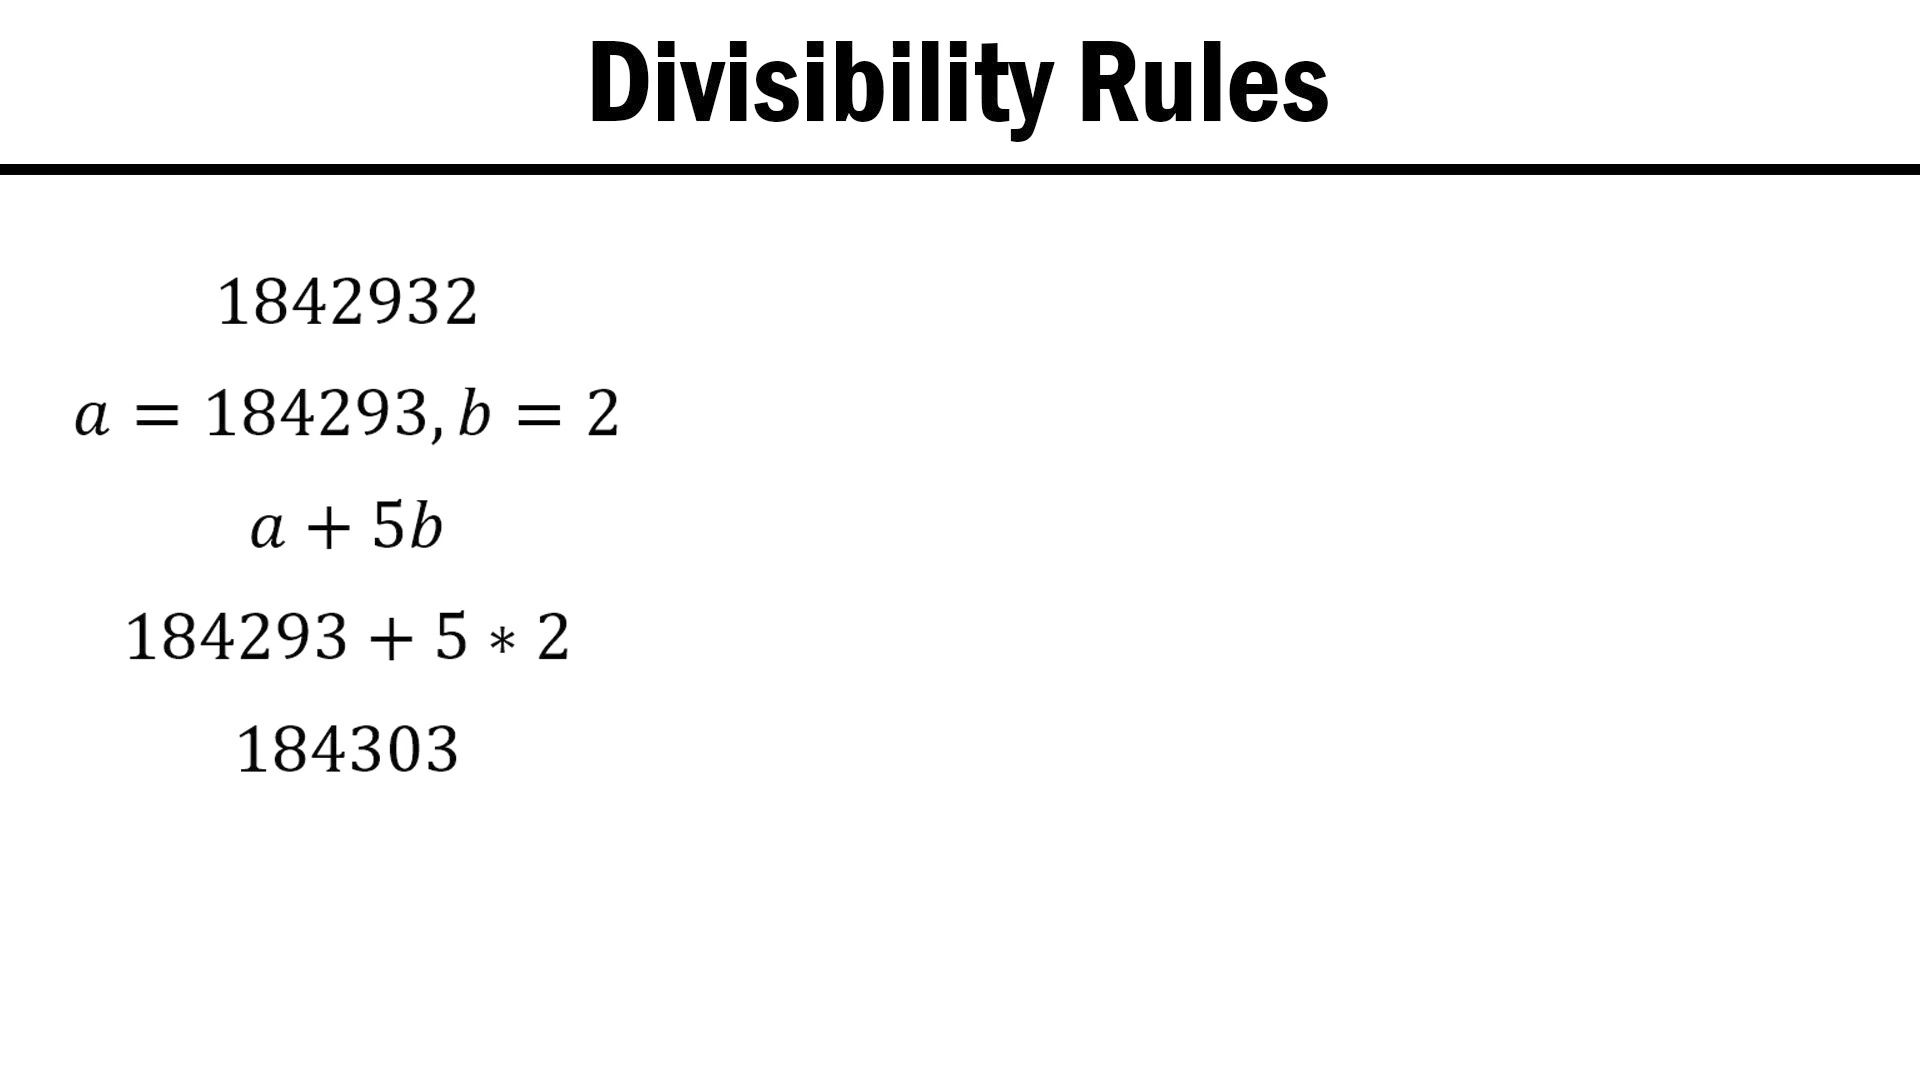 Divisibility Rules
1842932
a = 184293, b = 2
a + 5b
184293 + 5 * 2
184303